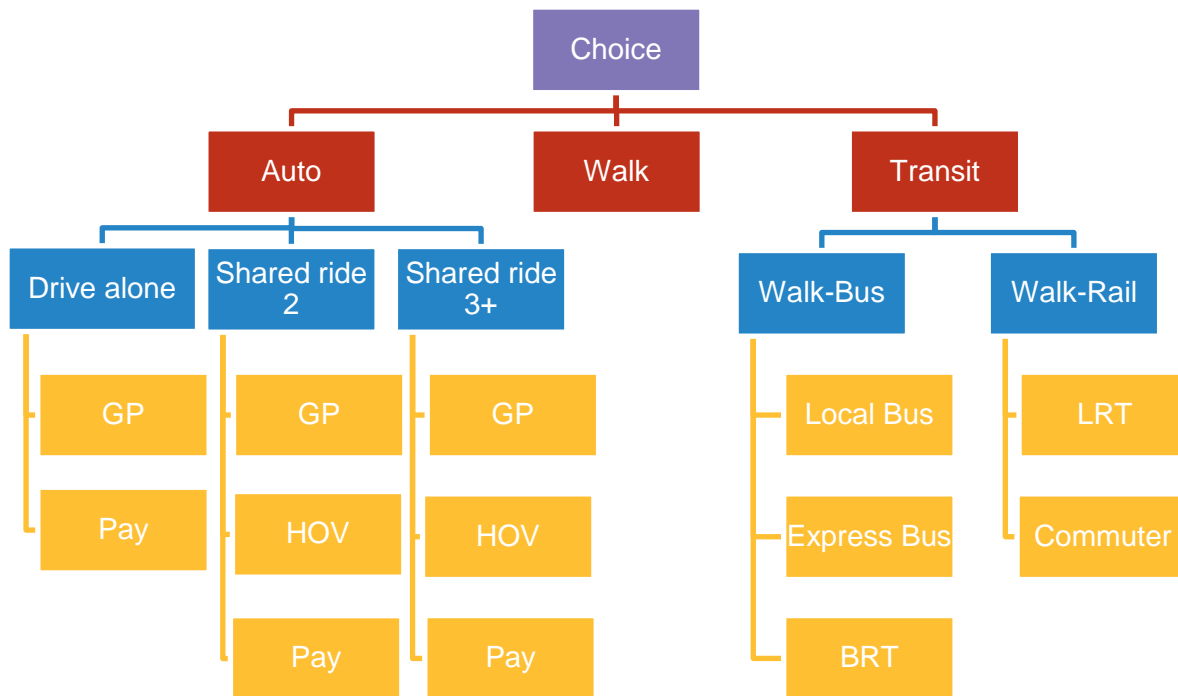 Choice
Auto
Walk
Transit
Drive alone
Shared ride
2
Shared ride
3+
Walk-Bus
Walk-Rail
GP
GP
GP
Local Bus
LRT
Pay
HOV
HOV
Express Bus
Commuter
Pay
Pay
BRT